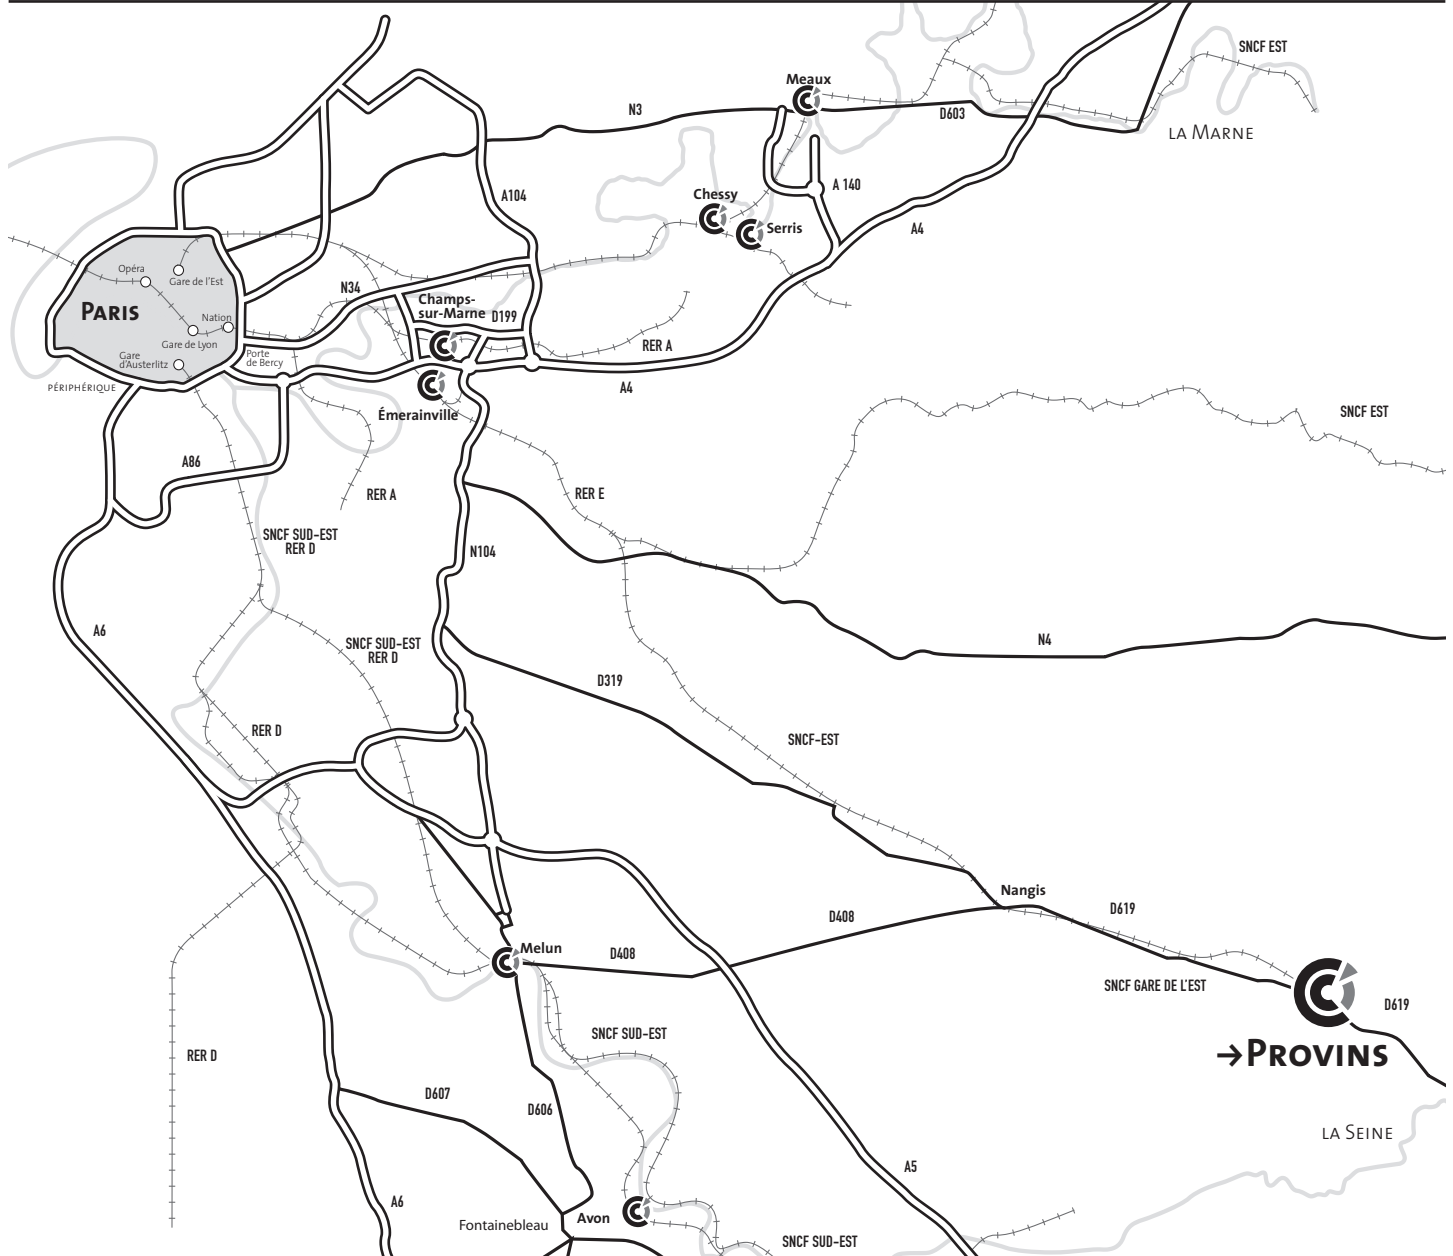 SNCF EST
Meaux
N3
D603
LA MARNE
A 140
Chessy
A104
Serris
A4
Opéra
Gare de l'Est
N34
Champs-
sur-Marne
D199
PARIS
Nation
Gare de Lyon
RER A
Gare
d'Austerlitz
Porte
de Bercy
PÉRIPHÉRIQUE
A4
Émerainville
SNCF EST
A86
RER A
RER E
SNCF SUD-EST
RER D
N104
A6
N4
SNCF SUD-EST
RER D
D319
RER D
SNCF-EST
Nangis
D619
D408
Melun
D408
SNCF GARE DE L'EST
D619
SNCF SUD-EST
RER D
→PROVINS
D607
D606
LA SEINE
A5
A6
Fontainebleau
Avon
SNCF SUD-EST